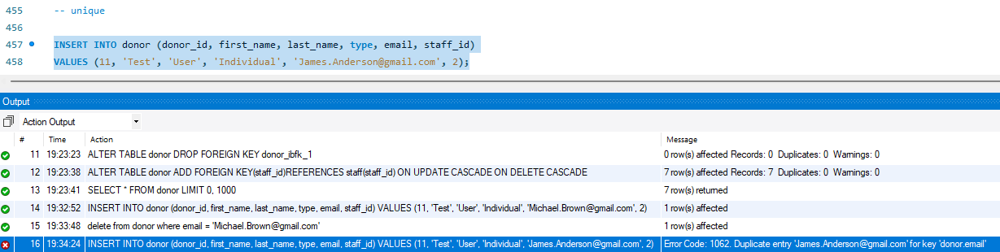 455 -- unique
456
457 INSERT INTO donor (donor_id, first_name, last_name, type, email, staff_id)
458 VALUES (11, 'Test', 'User', 'Individual', 'James.Anderson@gmail.com', 2);
Output
Action Output
# Time Action Message
11 19:23:23 ALTER TABLE donor DROP FOREIGN KEY donor_ibfk_1 0 row(s) affected Records: 0 Duplicates: 0 Warnings: 0
12 19:23:38 ALTER TABLE donor ADD FOREIGN KEY(staff_id)REFERENCES staff(staff_id) ON UPDATE CASCADE ON DELETE CASCADE 7 row(s) affected Records: 7 Duplicates: 0 Warnings: 0
13 19:23:41 SELECT * FROM donor LIMIT 0, 1000 7 row(s) returned
14 19:32:52 INSERT INTO donor (donor_id, first_name, last_name, type, email, staff_id) VALUES (11, 'Test', 'User', 'Individual', 'Michael.Brown@gmail.com', 2) 1 row(s) affected
15 19:33:48 delete from donor where email = 'Michael.Brown@gmail.com' 1 row(s) affected
16 19:34:24 INSERT INTO donor (donor_id, first_name, last_name, type, email, staff_id) VALUES (11, 'Test', 'User', 'Individual', 'James.Anderson@gmail.com', 2) Error Code: 1062. Duplicate entry 'James.Anderson@gmail.com' for key 'donor.email'